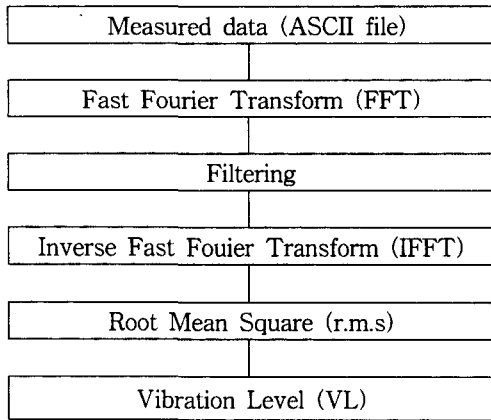 Measured data (ASCII file)
Fast Fourier Transform (FFT)
Filtering
Inverse Fast Fouier Transform (IFFT)
Root Mean Square (r.m.s)
Vibration Level (VL)